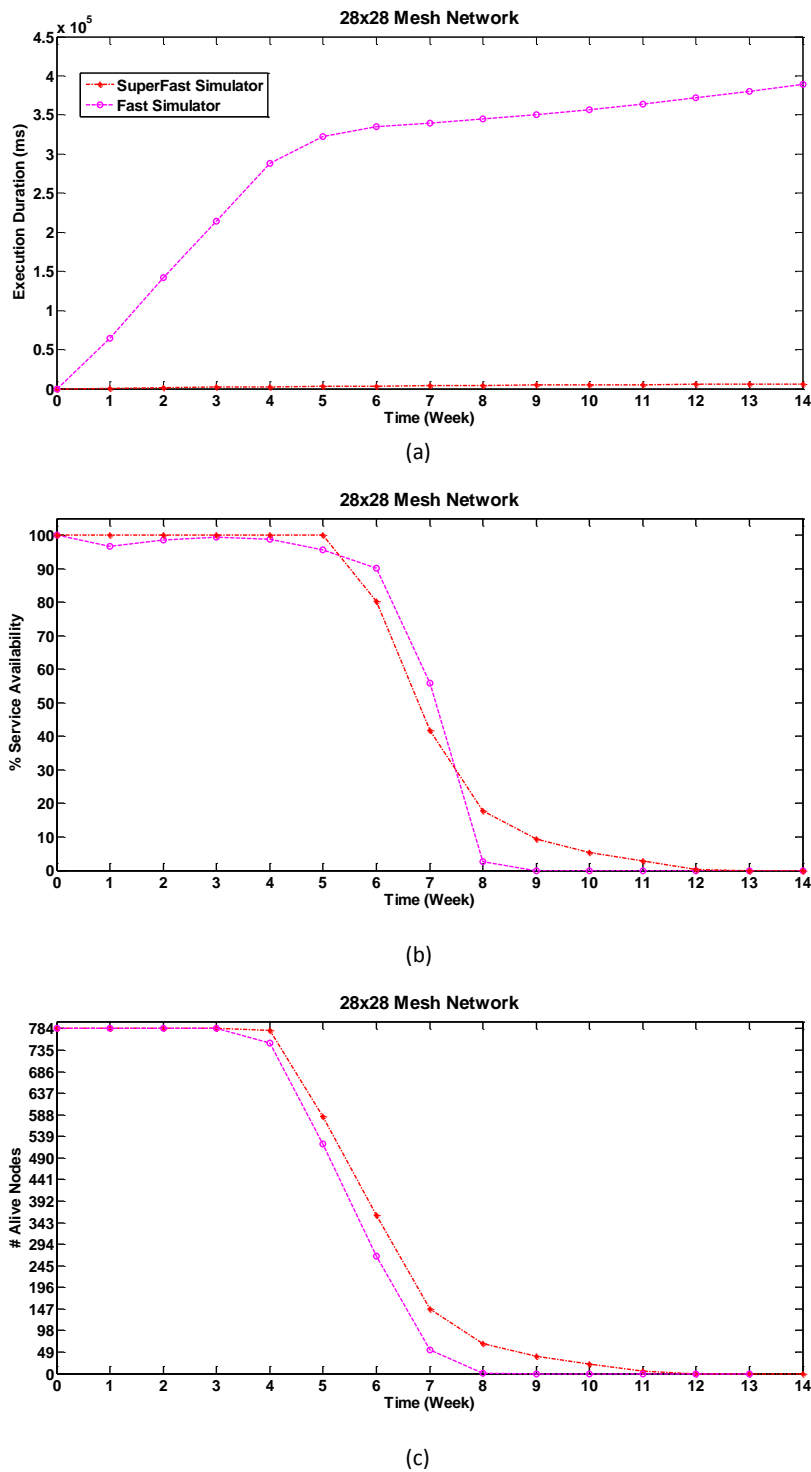 28x28 Mesh Network
x 10^5
4.5
4
3.5
3
2.5
2
1.5
1
0.5
0
Execution Duration (ms)
SuperFast Simulator
Fast Simulator
0 1 2 3 4 5 6 7 8 9 10 11 12 13 14
Time (Week)
(a)
28x28 Mesh Network
100
90
80
70
60
50
40
30
20
10
0
% Service Availability
0 1 2 3 4 5 6 7 8 9 10 11 12 13 14
Time (Week)
(b)
28x28 Mesh Network
784
735
686
637
588
539
490
441
392
343
294
245
196
147
98
49
0
# Alive Nodes
0 1 2 3 4 5 6 7 8 9 10 11 12 13 14
Time (Week)
(c)